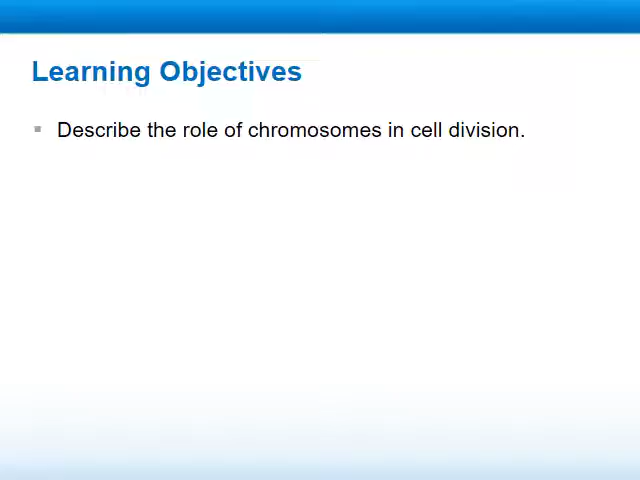 Learning Objectives
▪ Describe the role of chromosomes in cell division.